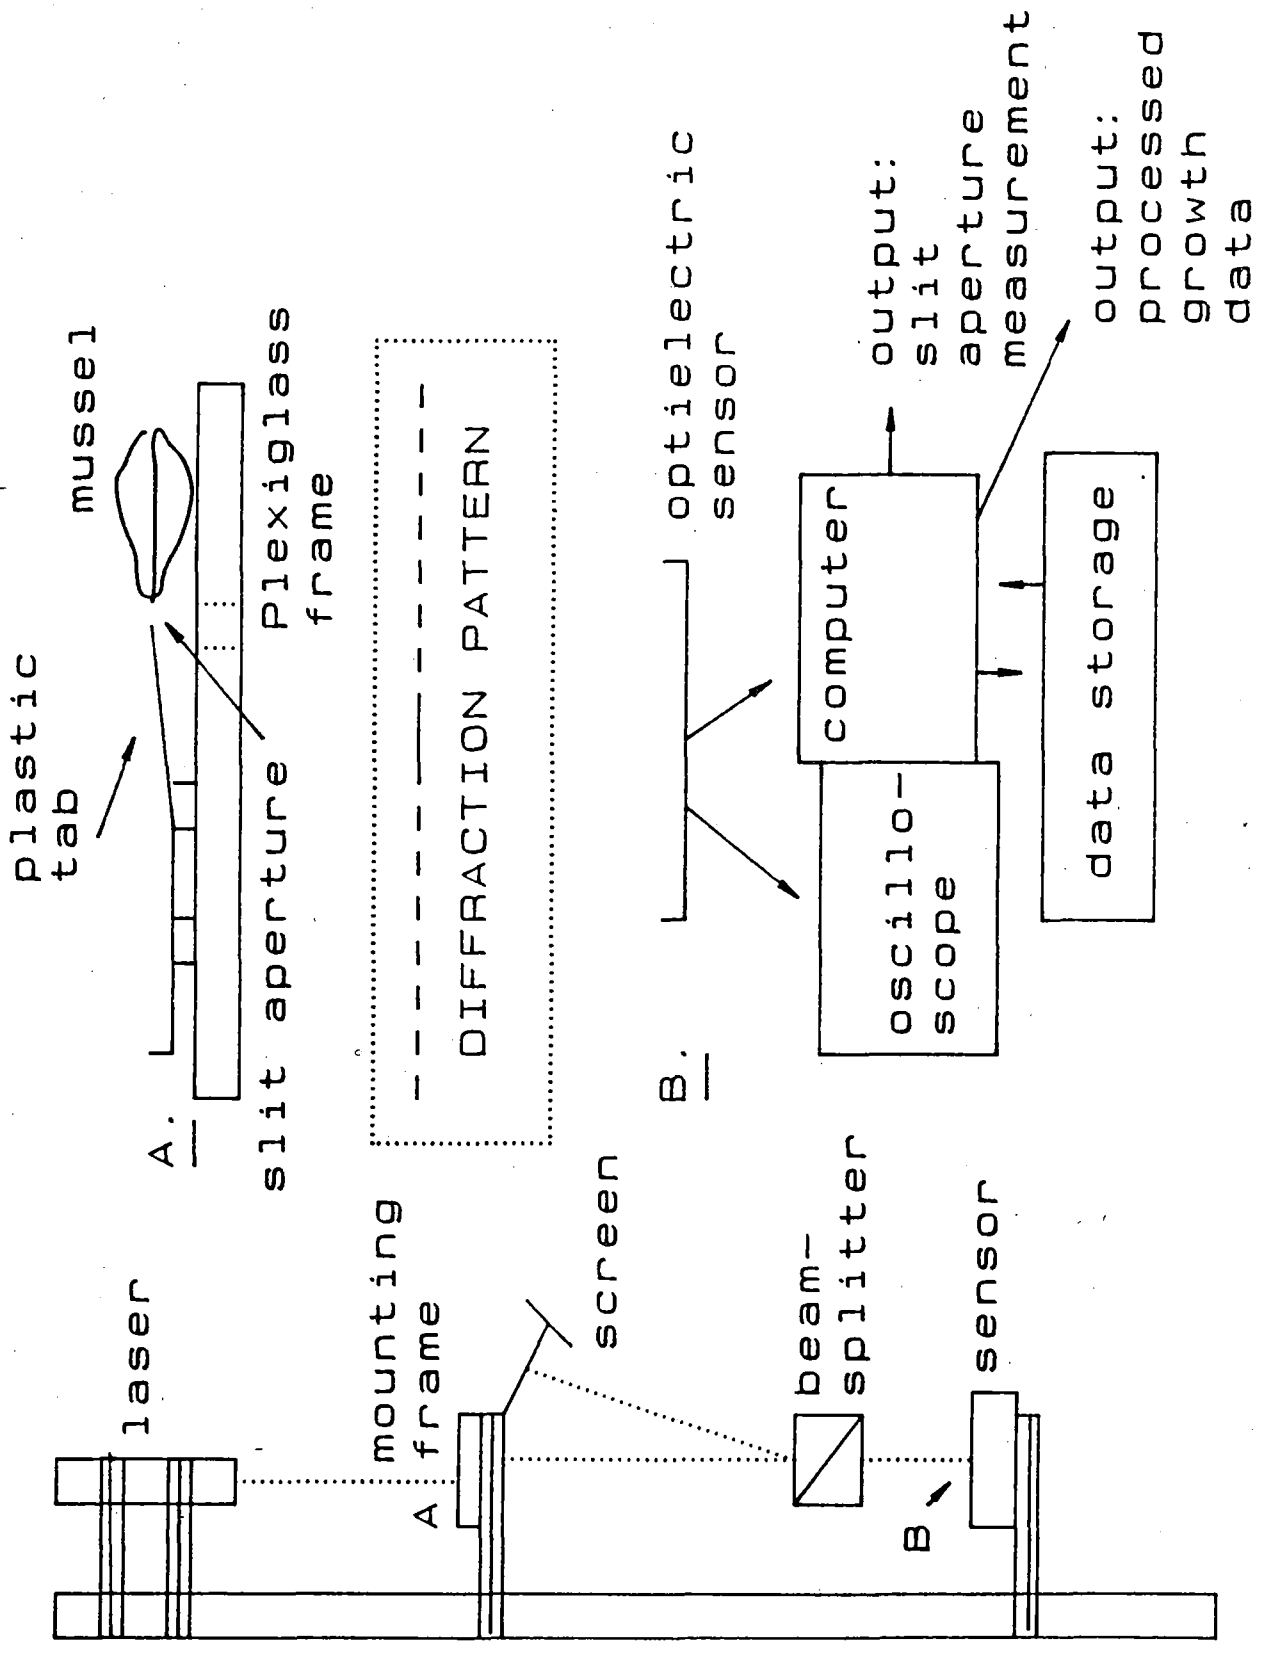 laser
mounting
frame
A
screen
beam-
splitter
B
sensor
A.
plastic
tab
mussel
slit aperture
Plexiglass
frame
DIFFRACTION PATTERN
B.
optielectric
sensor
oscillo-
scope
computer
data storage
output:
slit
aperture
measurement
output:
processed
growth
data